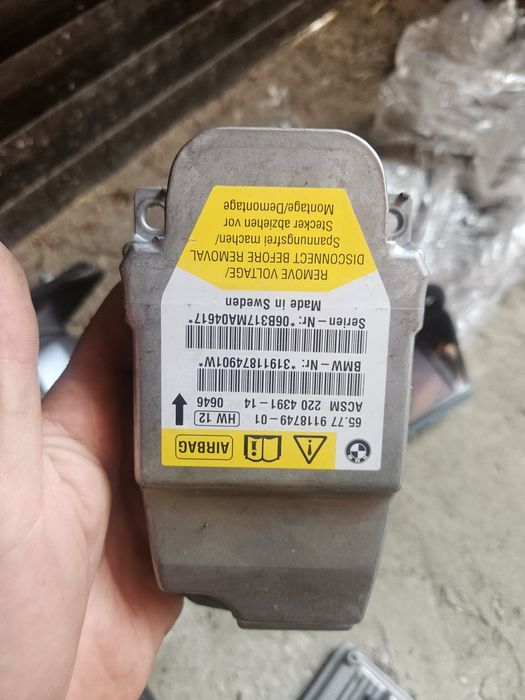 BMW
AIRBAG
65.77 9118749-01 HW 12
ACSM 220 4391-14 0646
BMW-Nr: *31911874901W*
Serien-Nr: *06B317MA04617*
Made in Sweden
REMOVE VOLTAGE/
DISCONNECT BEFORE REMOVAL
Spannungsfrei machen/
Stecker abziehen vor
Montage/Demontage